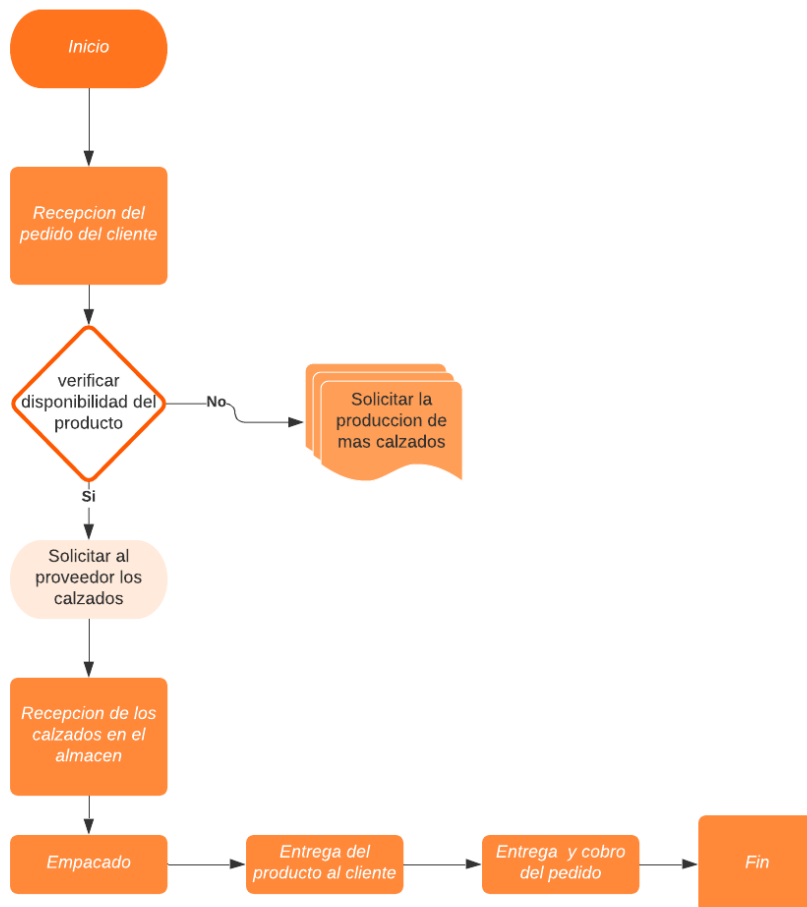 Inicio
Recepcion del
pedido del cliente
verificar
disponibilidad del
producto
No
Solicitar la
produccion de
mas calzados
Si
Solicitar al
proveedor los
calzados
Recepcion de los
calzados en el
almacen
Empacado
Entrega del
producto al cliente
Entrega y cobro
del pedido
Fin